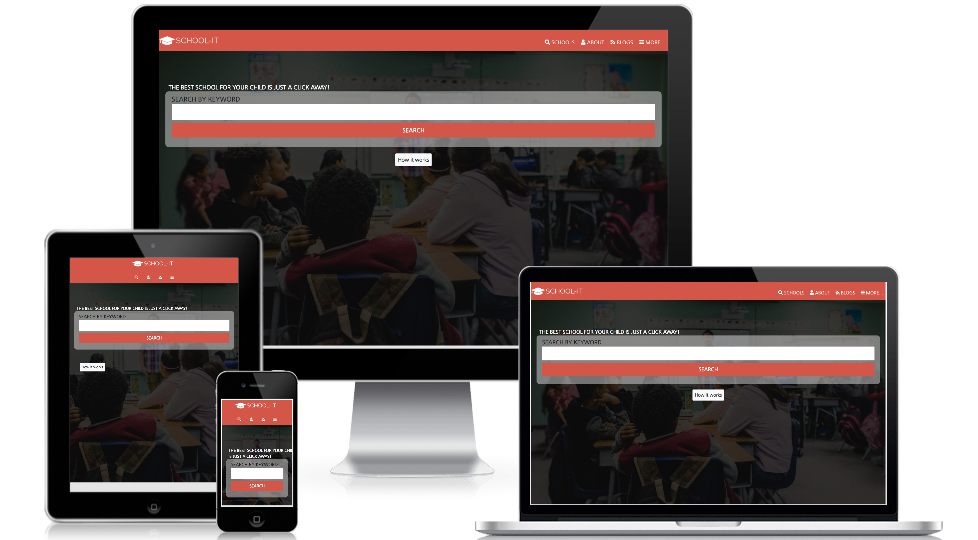 SCHOOL-IT
SCHOOLS ABOUT BLOGS MORE
THE BEST SCHOOL FOR YOUR CHILD IS JUST A CLICK AWAY!
SEARCH BY KEYWORD
SEARCH
How it works
SCHOOL-IT
THE BEST SCHOOL FOR YOUR CHILD IS JUST A CLICK AWAY!
SEARCH BY KEYWORD
SEARCH
How it works
SCHOOL-IT
THE BEST SCHOOL FOR YOUR CHI
IS JUST A CLICK AWAY!
SEARCH BY KEYWORD
SEARCH
SCHOOL-IT
SCHOOLS ABOUT BLOGS MORE
THE BEST SCHOOL FOR YOUR CHILD IS JUST A CLICK AWAY!
SEARCH BY KEYWORD
SEARCH
How it works